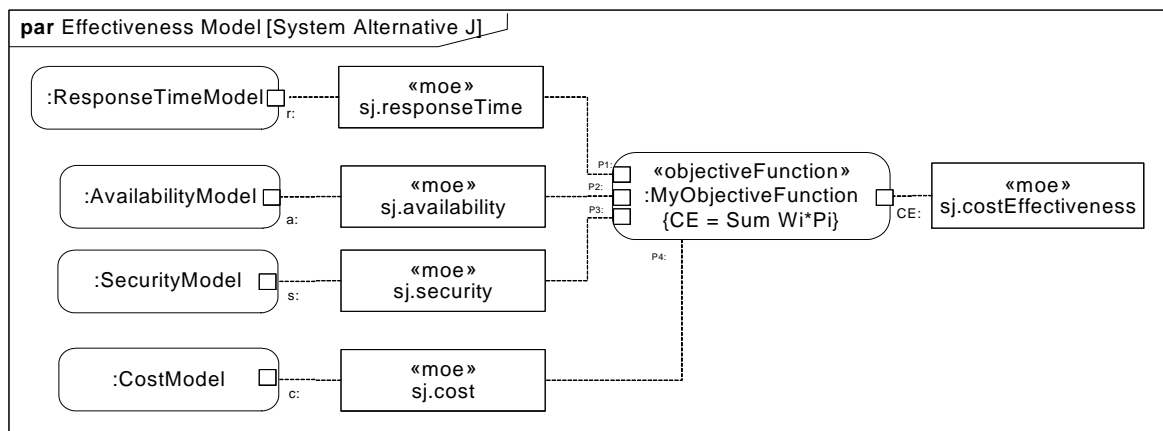 par Effectiveness Model [System Alternative J]
:ResponseTimeModel
r:
«moe»
sj.responseTime
:AvailabilityModel
a:
«moe»
sj.availability
:SecurityModel
s:
«moe»
sj.security
:CostModel
c:
«moe»
sj.cost
P1:
P2:
P3:
P4:
«objectiveFunction»
:MyObjectiveFunction
{CE = Sum Wi*Pi}
CE:
«moe»
sj.costEffectiveness